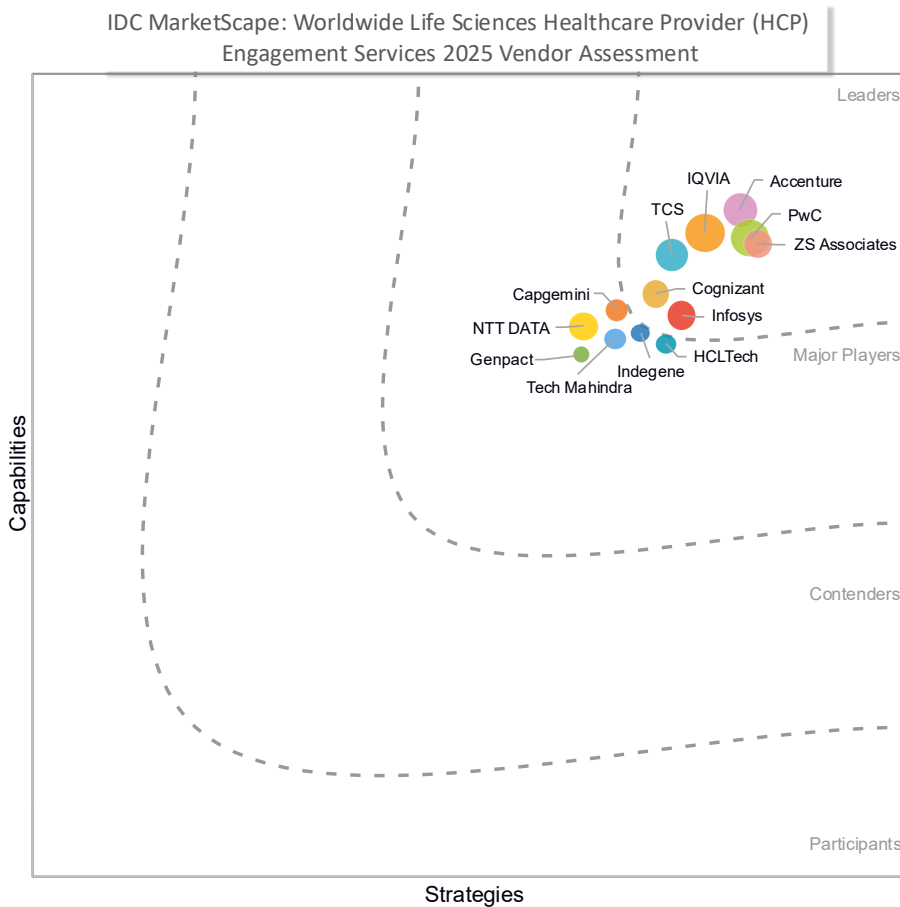 IDC MarketScape: Worldwide Life Sciences Healthcare Provider (HCP)
Engagement Services 2025 Vendor Assessment
Leaders
IQVIA
Accenture
TCS
PwC
ZS Associates
Capgemini
Cognizant
NTT DATA
Infosys
Genpact
HCLTech
Major Players
Indegene
Tech Mahindra
Capabilities
Contenders
Participants
Strategies